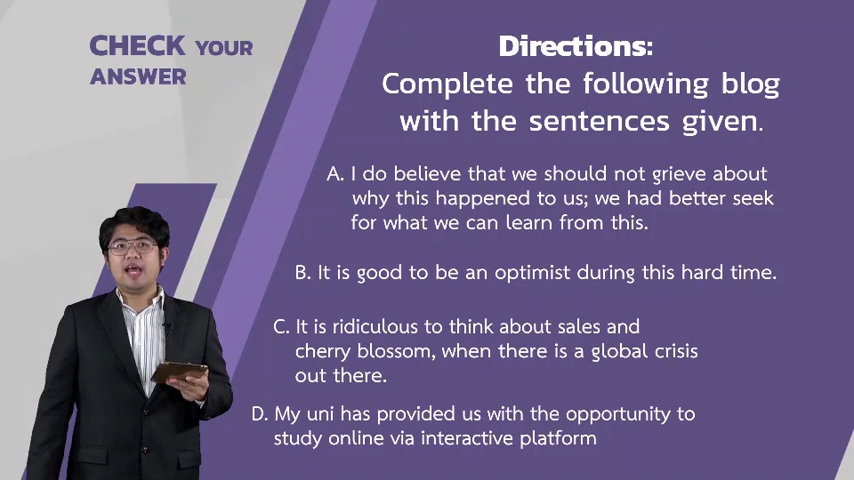 CHECK YOUR
ANSWER
Directions:
Complete the following blog
with the sentences given.
A. I do believe that we should not grieve about
why this happened to us; we had better seek
for what we can learn from this.
B. It is good to be an optimist during this hard time.
C. It is ridiculous to think about sales and
cherry blossom, when there is a global crisis
out there.
D. My uni has provided us with the opportunity to
study online via interactive platform